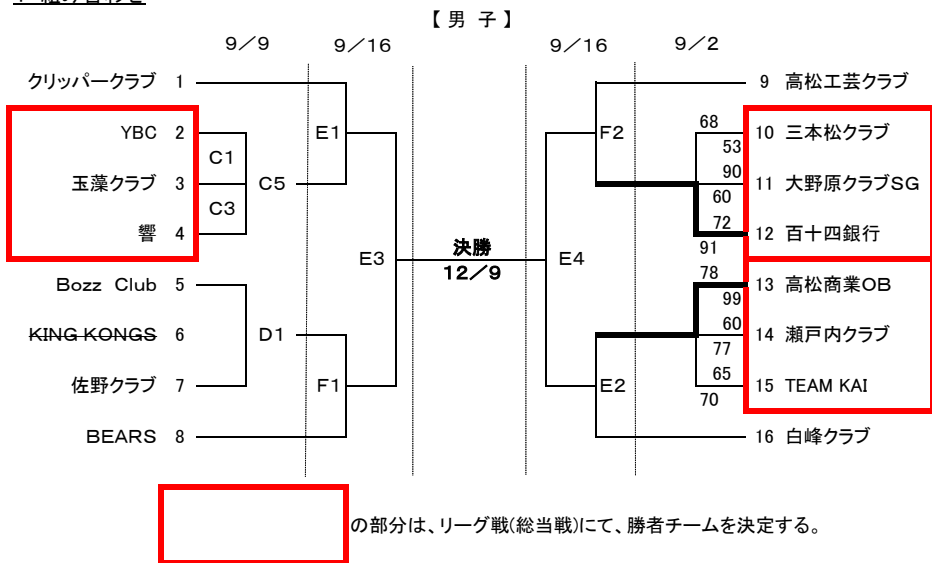 【 男 子 】
9／9 9／16 9／16 9／2
クリッパークラブ 1 9 高松工芸クラブ
YBC 2 E1 F2 68 10 三本松クラブ
C1 53
90
玉藻クラブ 3 C5 11 大野原クラブSG
C3 60
響 4 72 12 百十四銀行
決勝 91
E3 12／9 E4
Bozz Club 5 78 13 高松商業OB
99
KING KONGS 6 D1 60 14 瀬戸内クラブ
77
佐野クラブ 7 F1 E2 65 15 TEAM KAI
70
BEARS 8 16 白峰クラブ
の部分は、リーグ戦(総当戦)にて、勝者チームを決定する。